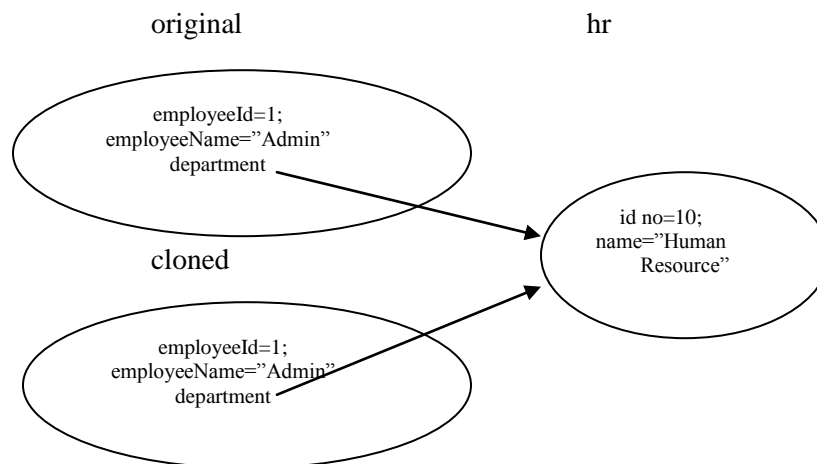 original
hr
employeeId=1;
employeeName=”Admin”
department
id no=10;
name=”Human
Resource”
cloned
employeeId=1;
employeeName=”Admin”
department